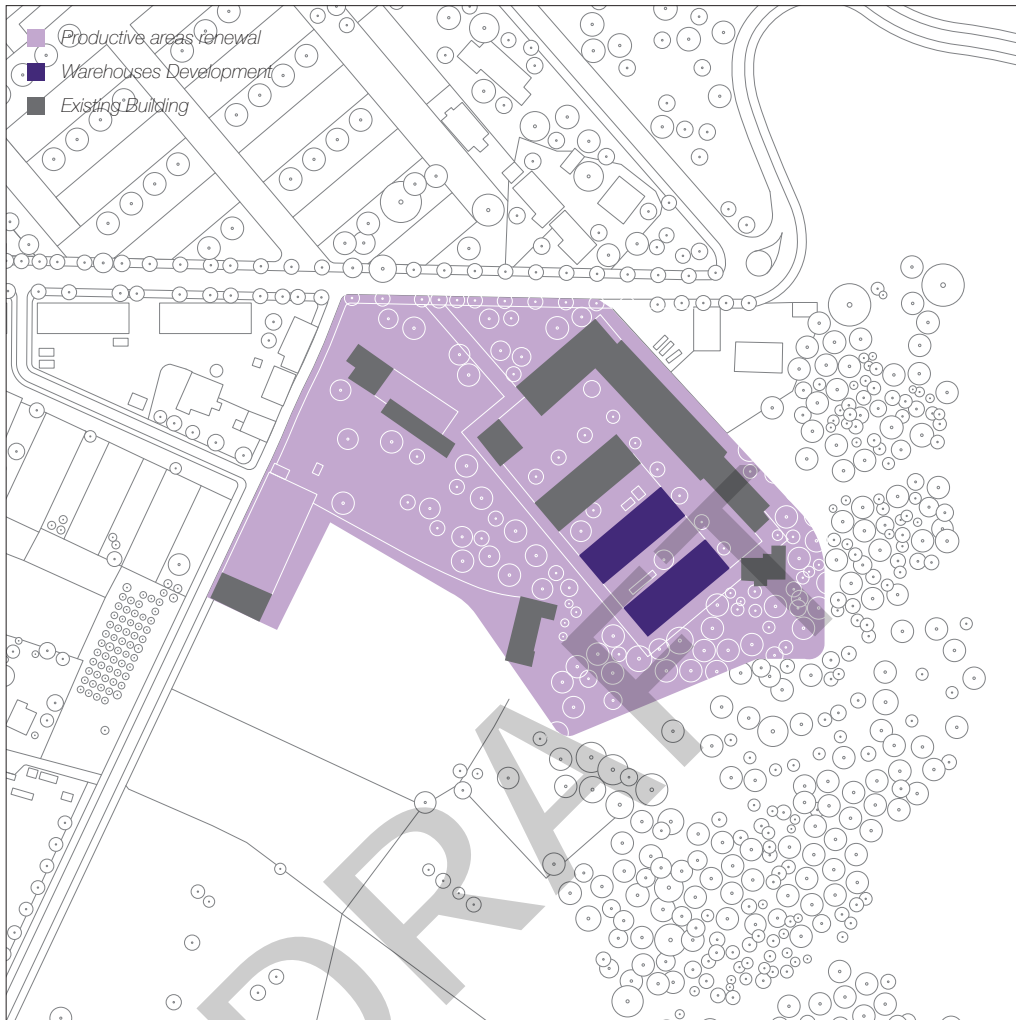 Productive areas renewal
Warehouses Development
Existing Building
DRAFT